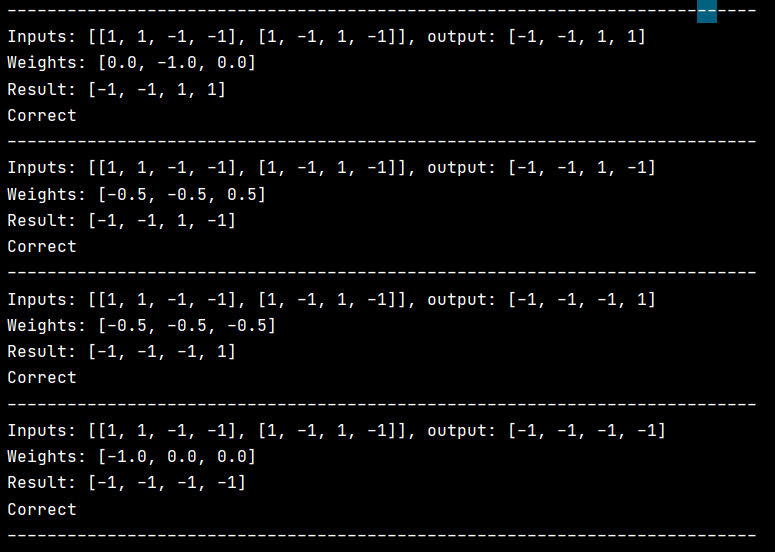 ---------------------------------------------------------------------------
Inputs: [[1, 1, -1, -1], [1, -1, 1, -1]], output: [-1, -1, 1, 1]
Weights: [0.0, -1.0, 0.0]
Result: [-1, -1, 1, 1]
Correct
---------------------------------------------------------------------------
Inputs: [[1, 1, -1, -1], [1, -1, 1, -1]], output: [-1, -1, 1, -1]
Weights: [-0.5, -0.5, 0.5]
Result: [-1, -1, 1, -1]
Correct
---------------------------------------------------------------------------
Inputs: [[1, 1, -1, -1], [1, -1, 1, -1]], output: [-1, -1, -1, 1]
Weights: [-0.5, -0.5, -0.5]
Result: [-1, -1, -1, 1]
Correct
---------------------------------------------------------------------------
Inputs: [[1, 1, -1, -1], [1, -1, 1, -1]], output: [-1, -1, -1, -1]
Weights: [-1.0, 0.0, 0.0]
Result: [-1, -1, -1, -1]
Correct
---------------------------------------------------------------------------